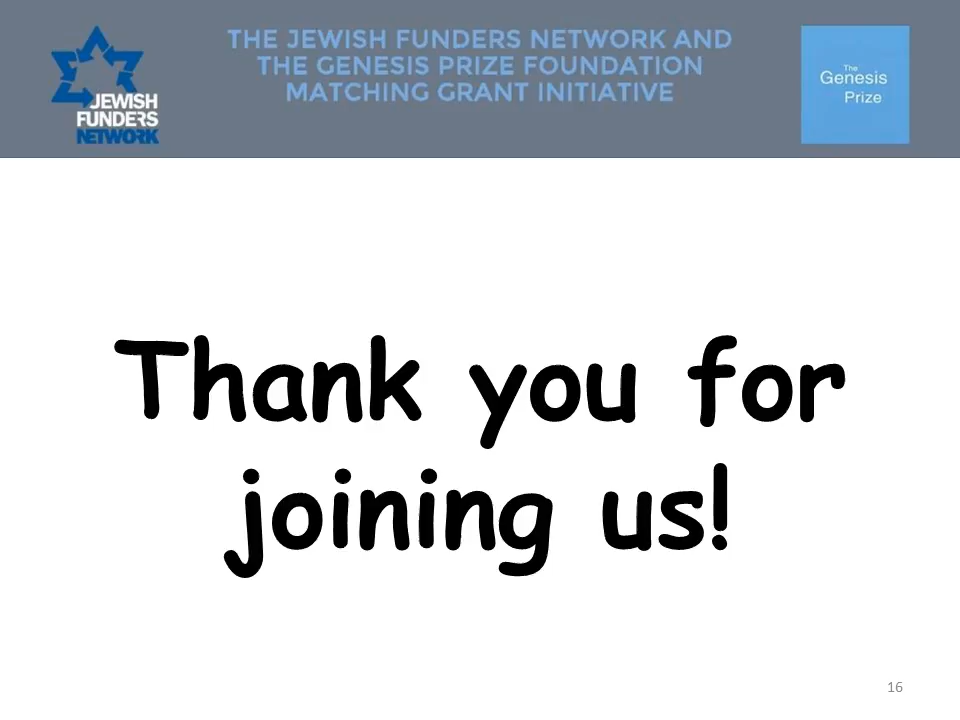 THE JEWISH FUNDERS NETWORK AND
THE GENESIS PRIZE FOUNDATION
MATCHING GRANT INITIATIVE
JEWISH
FUNDERS
NETWORK
The
Genesis
Prize
Thank you for
joining us!
16